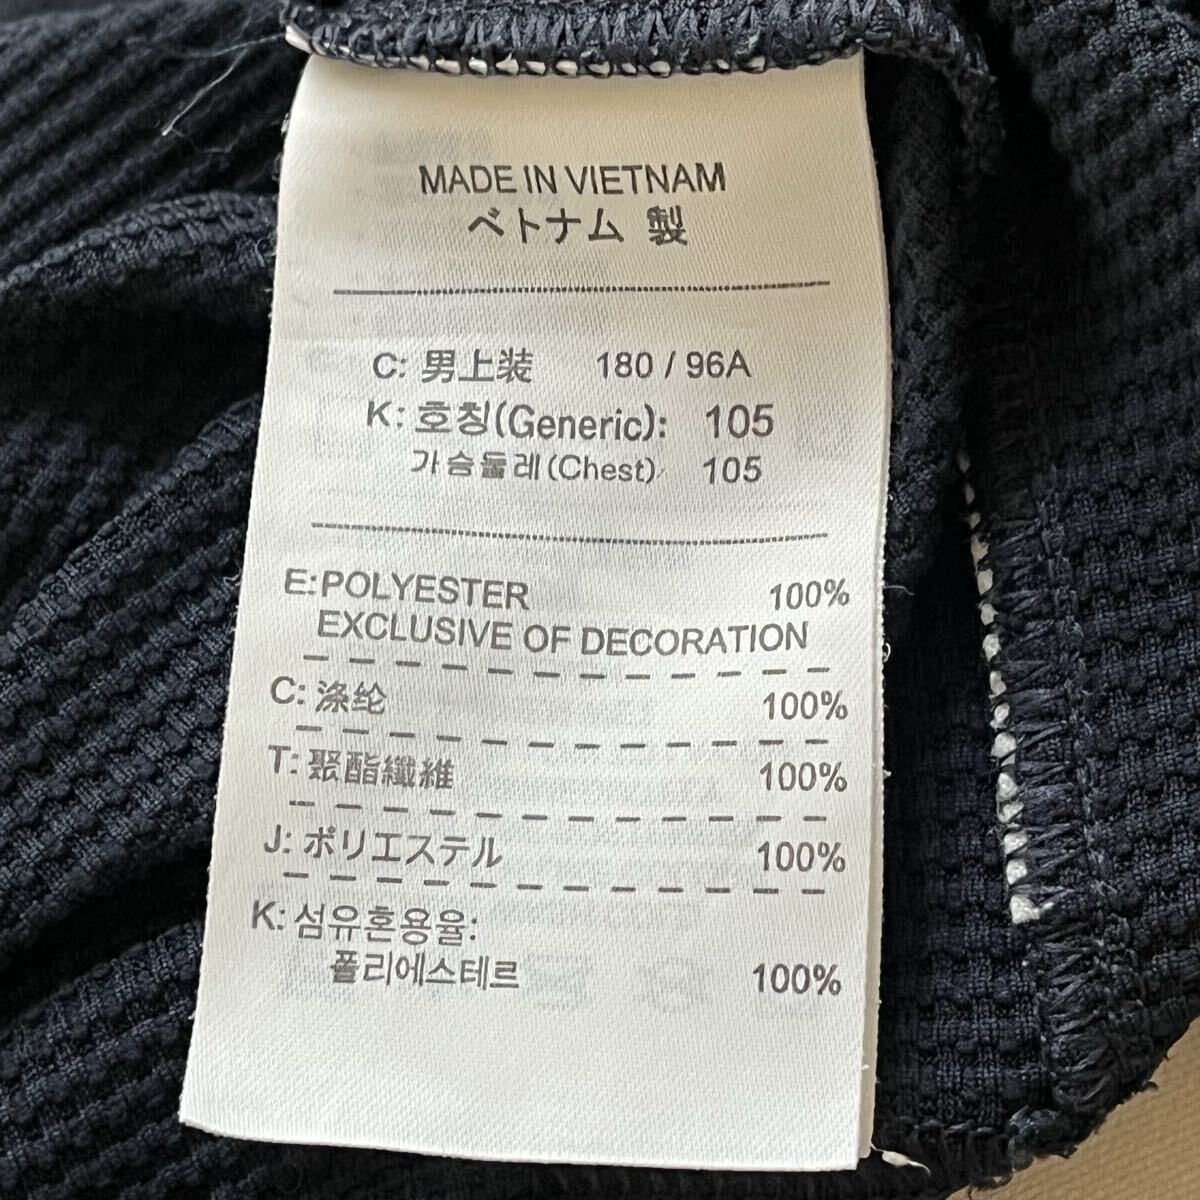 MADE IN VIETNAM
ベトナム 製
C: 男上装 180 / 96A
K: 호칭(Generic): 105
가슴둘레(Chest) 105
E:POLYESTER 100%
EXCLUSIVE OF DECORATION
C: 涤纶 100%
T: 聚酯纖維 100%
J: ポリエステル 100%
K: 섬유혼용율:
폴리에스테르 100%